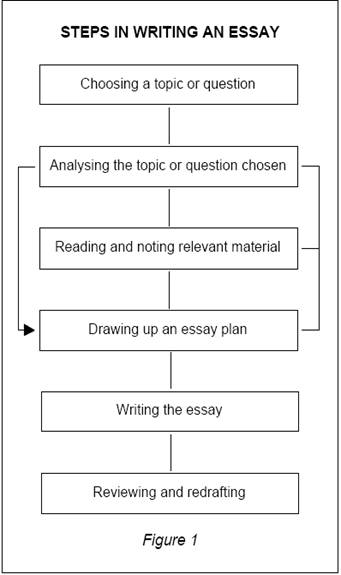 STEPS IN WRITING AN ESSAY
Choosing a topic or question
Analysing the topic or question chosen
Reading and noting relevant material
Drawing up an essay plan
Writing the essay
Reviewing and redrafting
Figure 1